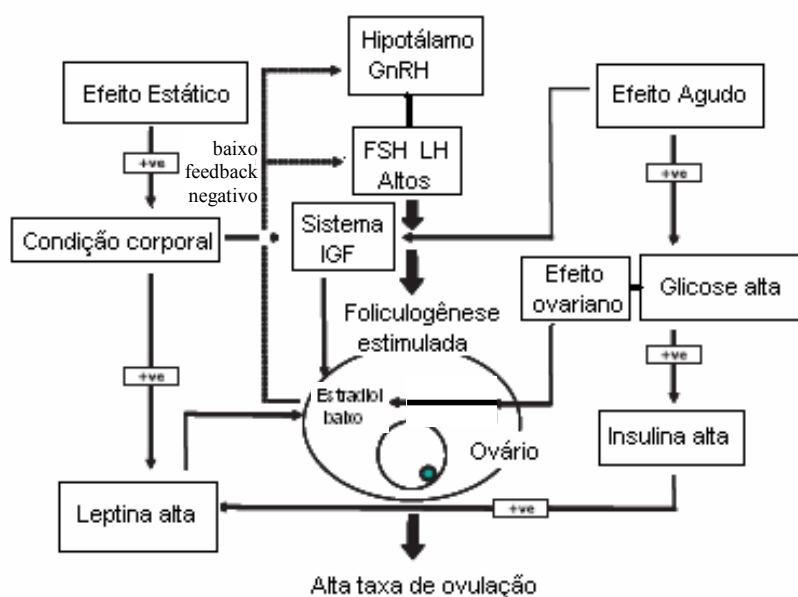 Hipotálamo
GnRH
Efeito Estático
Efeito Agudo
+ve
baixo
feedback
negativo
FSH LH
Altos
+ve
Condição corporal
Sistema
IGF
Efeito
ovariano
Glicose alta
Foliculogênese
estimulada
+ve
+ve
Estradiol
baixo
Ovário
Insulina alta
Leptina alta
+ve
Alta taxa de ovulação